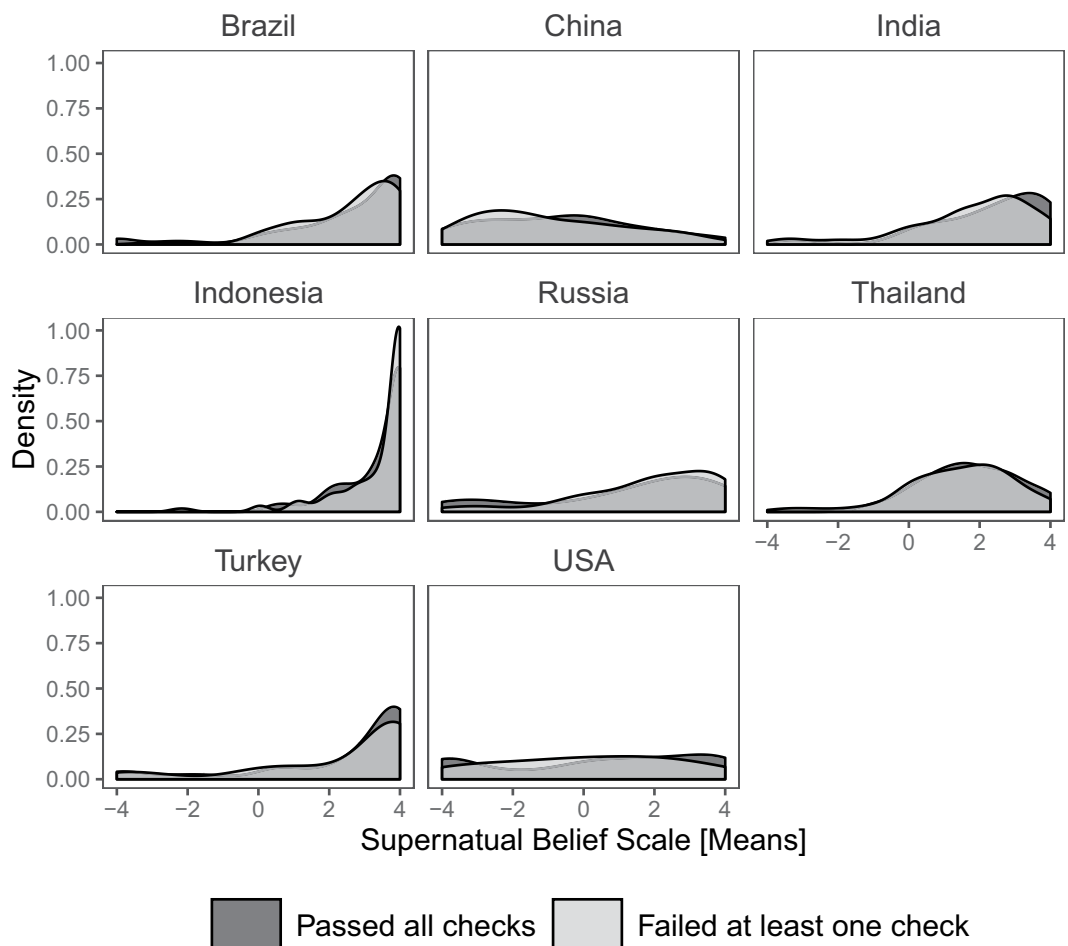 Brazil China India
1.00
0.75
0.50
0.25
0.00
Indonesia Russia Thailand
1.00
0.75
0.50
0.25
0.00
−4 −2 0 2 4
Turkey USA
1.00
0.75
0.50
0.25
0.00
−4 −2 0 2 4 −4 −2 0 2 4
Density
Supernatual Belief Scale [Means]
Passed all checks Failed at least one check